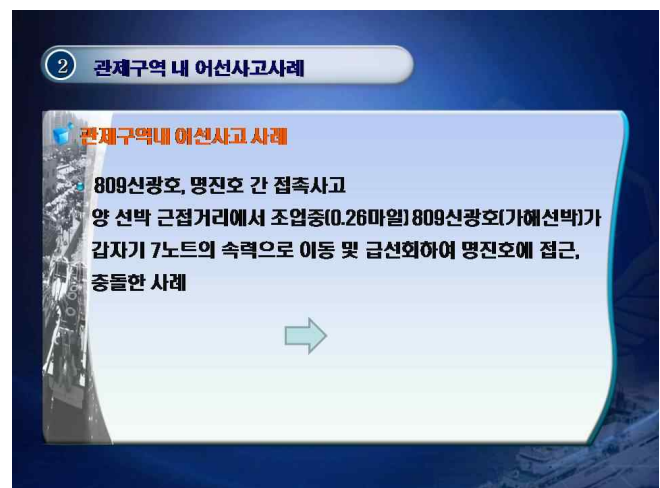 2 관제구역 내 어선사고사례
관제구역내 어선사고 사례
809신광호, 명진호 간 접촉사고
양 선박 근접거리에서 조업중(0.26마일) 809신광호(가해선박)가
갑자기 7노트의 속력으로 이동 및 급선회하여 명진호에 접근,
충돌한 사례